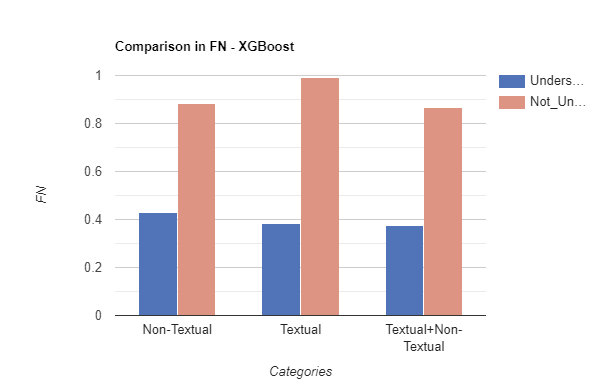 Comparison in FN - XGBoost
1
0.8
0.6
0.4
0.2
0
FN
Unders…
Not_Un…
Non-Textual
Textual
Textual+Non-
Textual
Categories